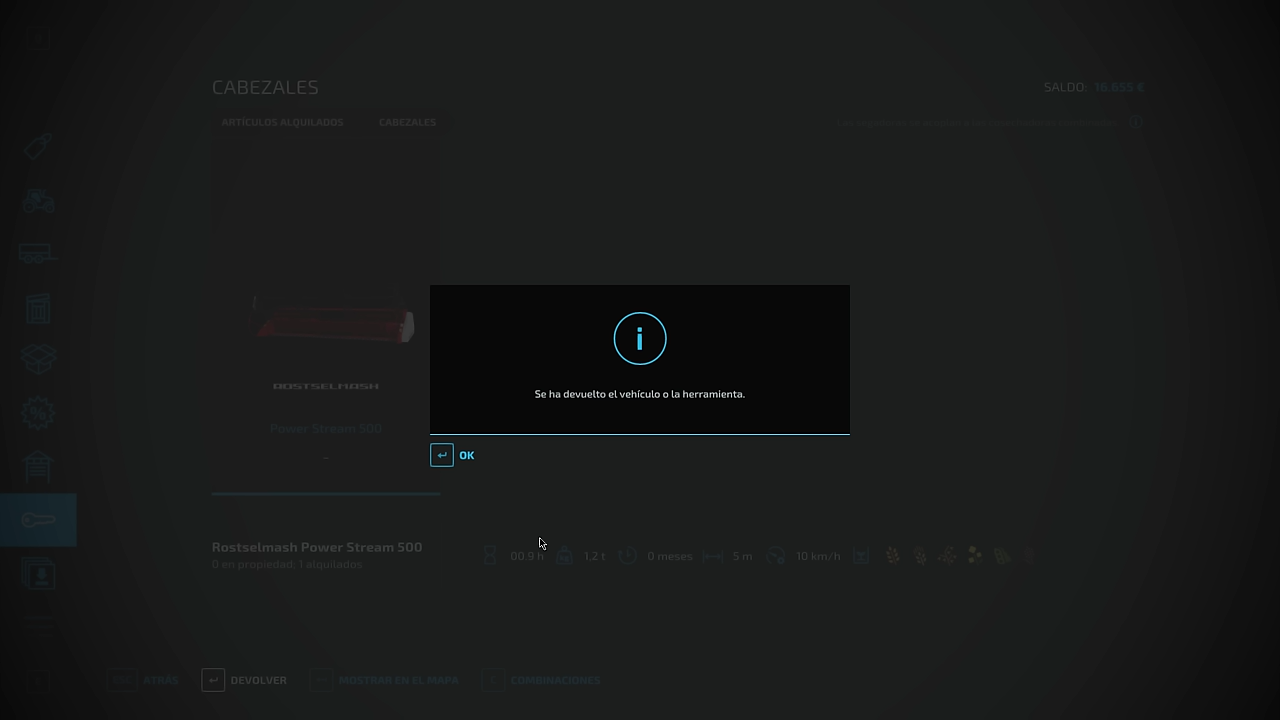 CABEZALES
SALDO: 16.655 €
ARTÍCULOS ALQUILADOS CABEZALES
ROSTSELMASH
Power Stream 500
Se ha devuelto el vehículo o la herramienta.
OK
Rostselmash Power Stream 500
0 en propiedad; 1 alquilados
00.9 h 1,2 t 0 meses 5 m 10 km/h
ATRÁS DEVOLVER MOSTRAR EN EL MAPA COMBINACIONES